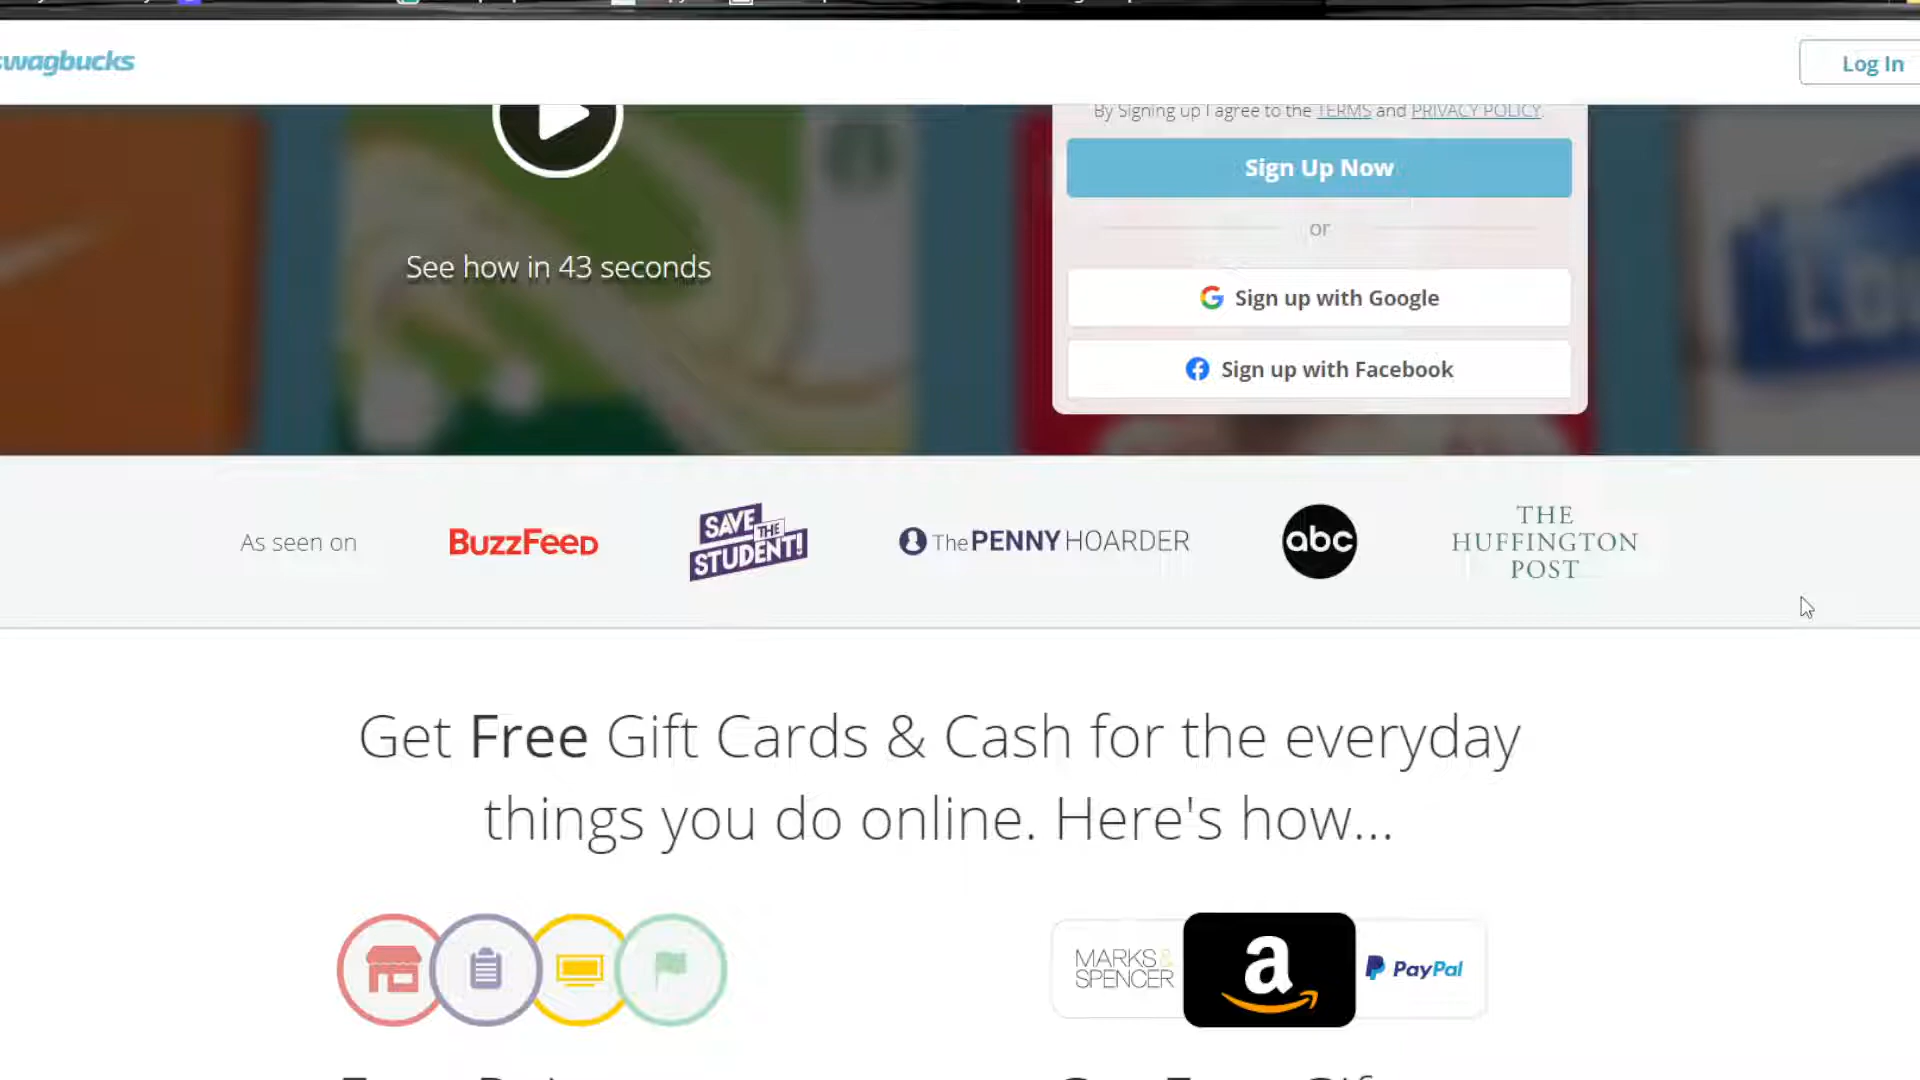 swagbucks
Log In
By Signing up I agree to the TERMS and PRIVACY POLICY.
Sign Up Now
or
See how in 43 seconds
Sign up with Google
Sign up with Facebook
As seen on
BuzzFeed
SAVE THE STUDENT!
The PENNY HOARDER
abc
THE
HUFFINGTON
POST
Get Free Gift Cards & Cash for the everyday
things you do online. Here's how...
MARKS &
SPENCER
a
PayPal